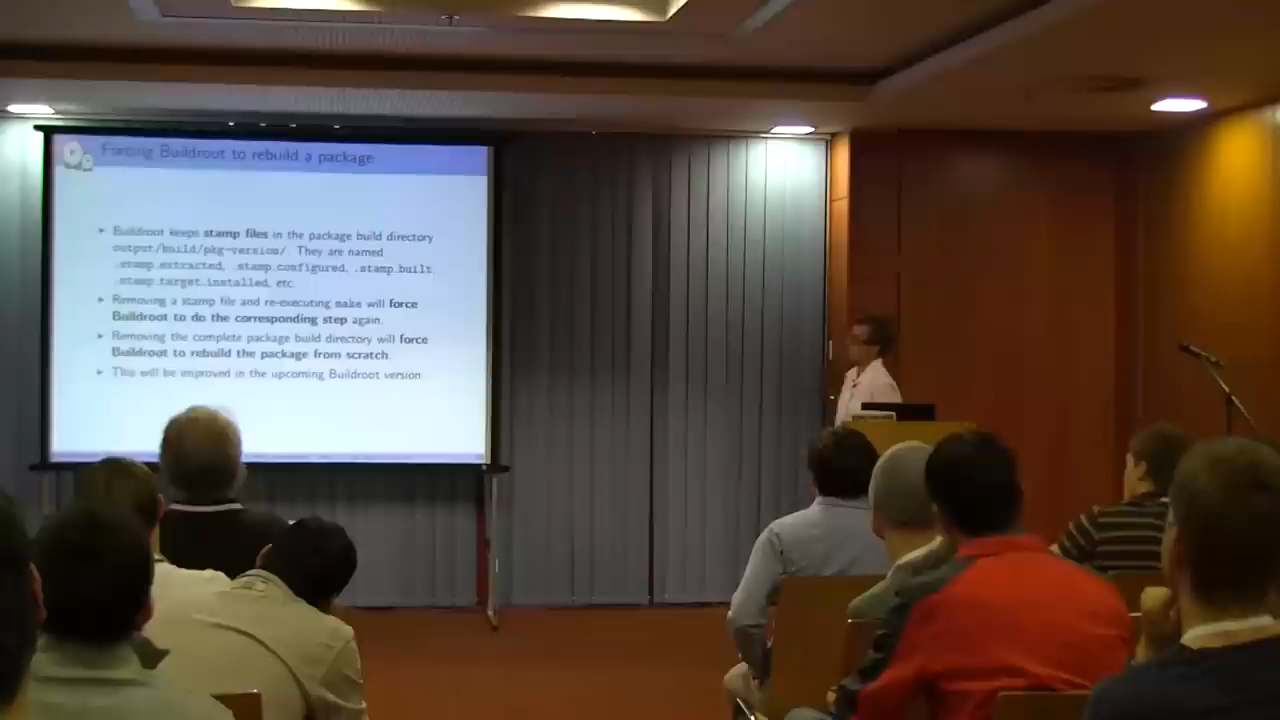 Forcing Buildroot to rebuild a package
▸ Buildroot keeps stamp files in the package build directory
output/build/pkg-version/. They are named
.stamp_extracted, .stamp_configured, .stamp_built,
.stamp_target_installed, etc.
▸ Removing a stamp file and re-executing make will force
Buildroot to do the corresponding step again.
▸ Removing the complete package build directory will force
Buildroot to rebuild the package from scratch.
▸ This will be improved in the upcoming Buildroot version.